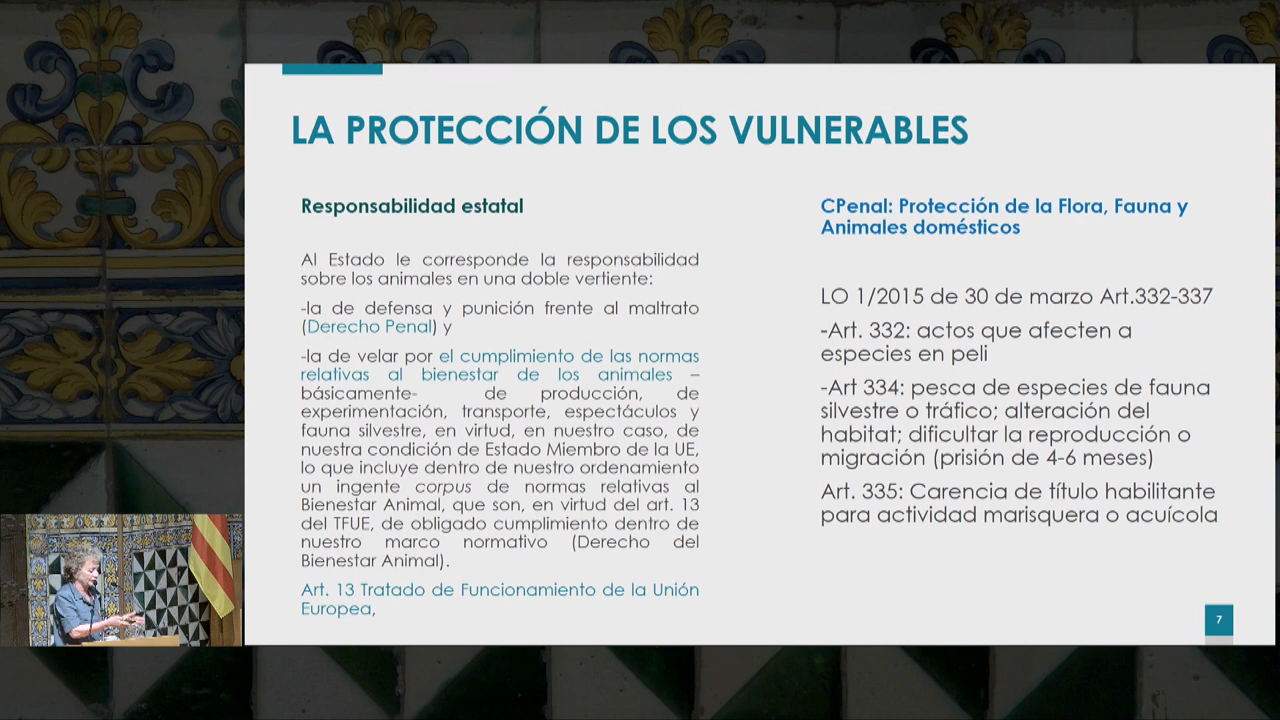 LA PROTECCIÓN DE LOS VULNERABLES
Responsabilidad estatal
Al Estado le corresponde la responsabilidad
sobre los animales en una doble vertiente:
-la de defensa y punición frente al maltrato
(Derecho Penal) y
-la de velar por el cumplimiento de las normas
relativas al bienestar de los animales –
básicamente- de producción, de
experimentación, transporte, espectáculos y
fauna silvestre, en virtud, en nuestro caso, de
nuestra condición de Estado Miembro de la UE,
lo que incluye dentro de nuestro ordenamiento
un ingente corpus de normas relativas al
Bienestar Animal, que son, en virtud del art. 13
del TFUE, de obligado cumplimiento dentro de
nuestro marco normativo (Derecho del
Bienestar Animal).
Art. 13 Tratado de Funcionamiento de la Unión
Europea,
CPenal: Protección de la Flora, Fauna y
Animales domésticos
LO 1/2015 de 30 de marzo Art.332-337
-Art. 332: actos que afecten a
especies en peli
-Art 334: pesca de especies de fauna
silvestre o tráfico; alteración del
habitat; dificultar la reproducción o
migración (prisión de 4-6 meses)
Art. 335: Carencia de título habilitante
para actividad marisquera o acuícola
7